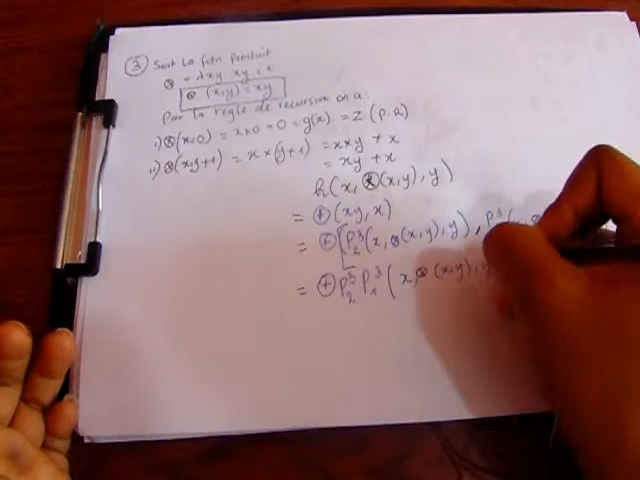 ③ Soit la fctn produit
⊗ = λxy xy i.e
⊗ (x,y) = xy
Par la règle de recursion on a:
i) ⊗(x,0) = x×0 = 0 = g(x) = Z (p.r)
ii) ⊗(x,y+1) = x×(y+1) = x×y + x
= xy + x
h(x, ⊗(x,y), y)
= ⊕(xy, x)
= ⊕[P³₂(x, ⊗(x,y), y), P³₁(x, ⊗
= ⊕ P³₂ P³₁ (x, ⊗(x,y),